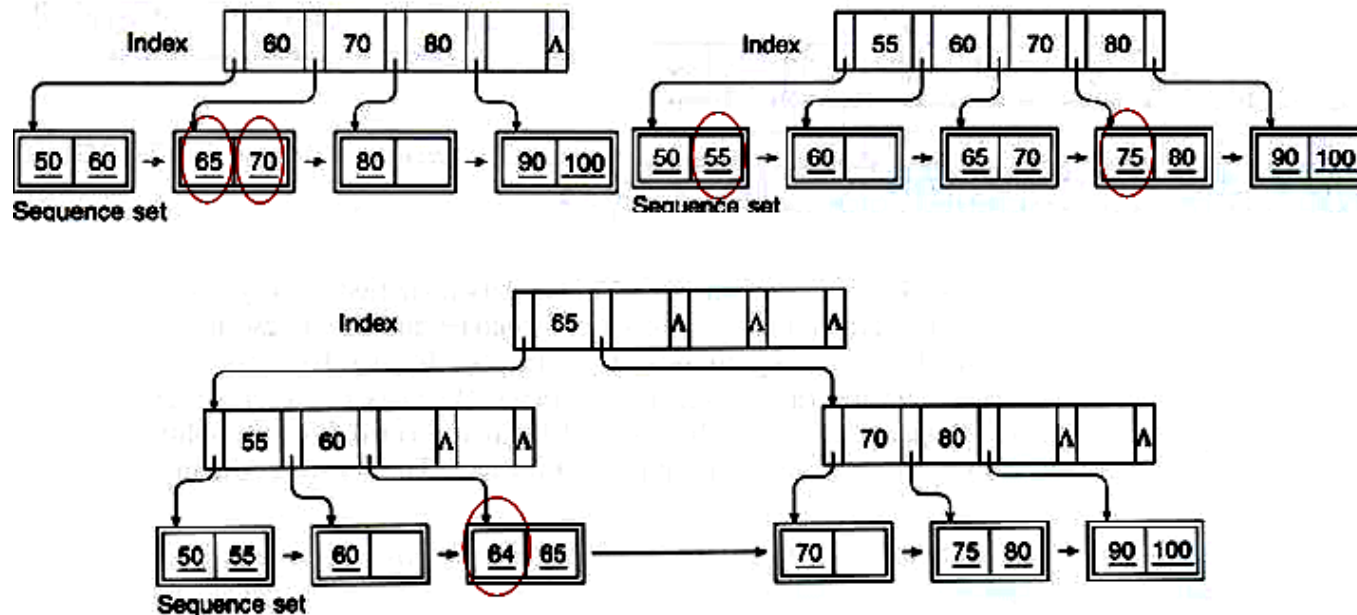 Index 60 70 80 Λ
50 60 65 70 80 90 100
Sequence set
Index 55 60 70 80
50 55 60 65 70 75 80 90 100
Sequence set
Index 65 Λ Λ Λ
55 60 Λ Λ 70 80 Λ Λ
50 55 60 64 65 70 75 80 90 100
Sequence set